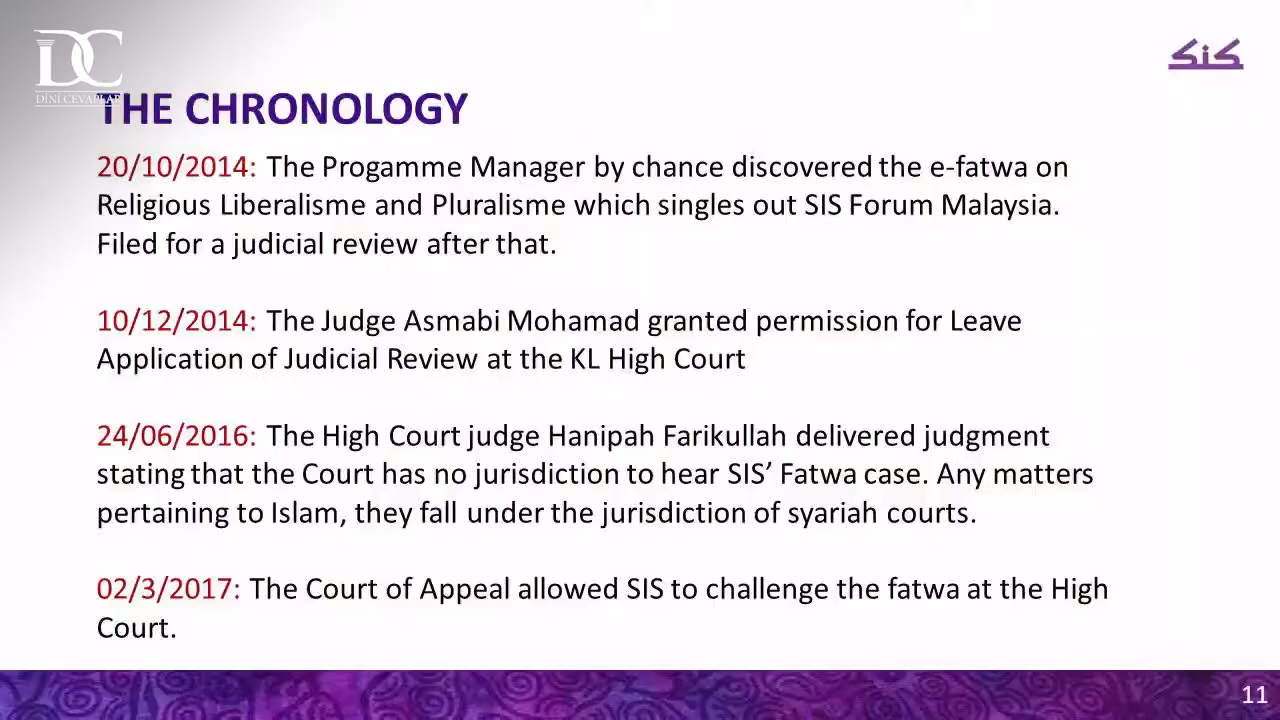 DC
DİNİ CEVAPLAR
سيس
THE CHRONOLOGY
20/10/2014: The Progamme Manager by chance discovered the e-fatwa on
Religious Liberalisme and Pluralisme which singles out SIS Forum Malaysia.
Filed for a judicial review after that.
10/12/2014: The Judge Asmabi Mohamad granted permission for Leave
Application of Judicial Review at the KL High Court
24/06/2016: The High Court judge Hanipah Farikullah delivered judgment
stating that the Court has no jurisdiction to hear SIS’ Fatwa case. Any matters
pertaining to Islam, they fall under the jurisdiction of syariah courts.
02/3/2017: The Court of Appeal allowed SIS to challenge the fatwa at the High
Court.
11